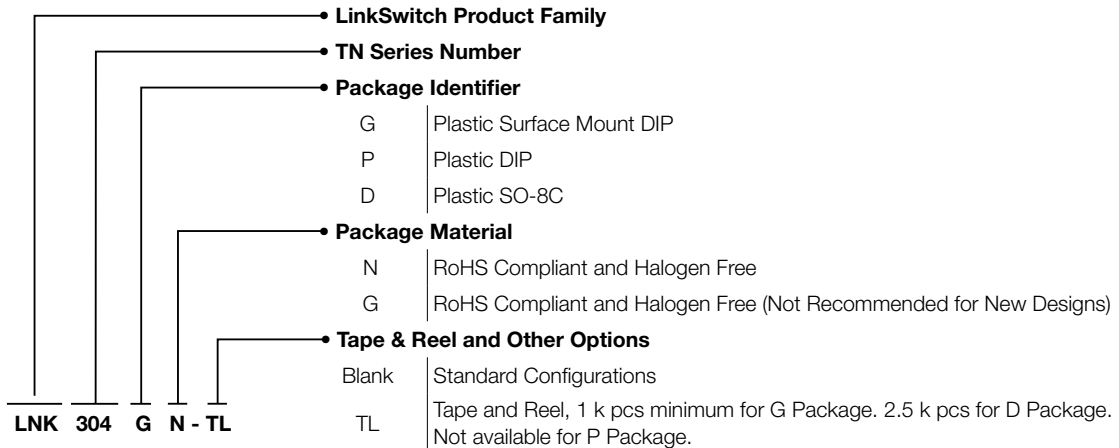 LinkSwitch Product Family
TN Series Number
Package Identifier
G Plastic Surface Mount DIP
P Plastic DIP
D Plastic SO-8C
Package Material
N RoHS Compliant and Halogen Free
G RoHS Compliant and Halogen Free (Not Recommended for New Designs)
Tape & Reel and Other Options
Blank Standard Configurations
TL Tape and Reel, 1 k pcs minimum for G Package. 2.5 k pcs for D Package.
Not available for P Package.
LNK 304 G N - TL